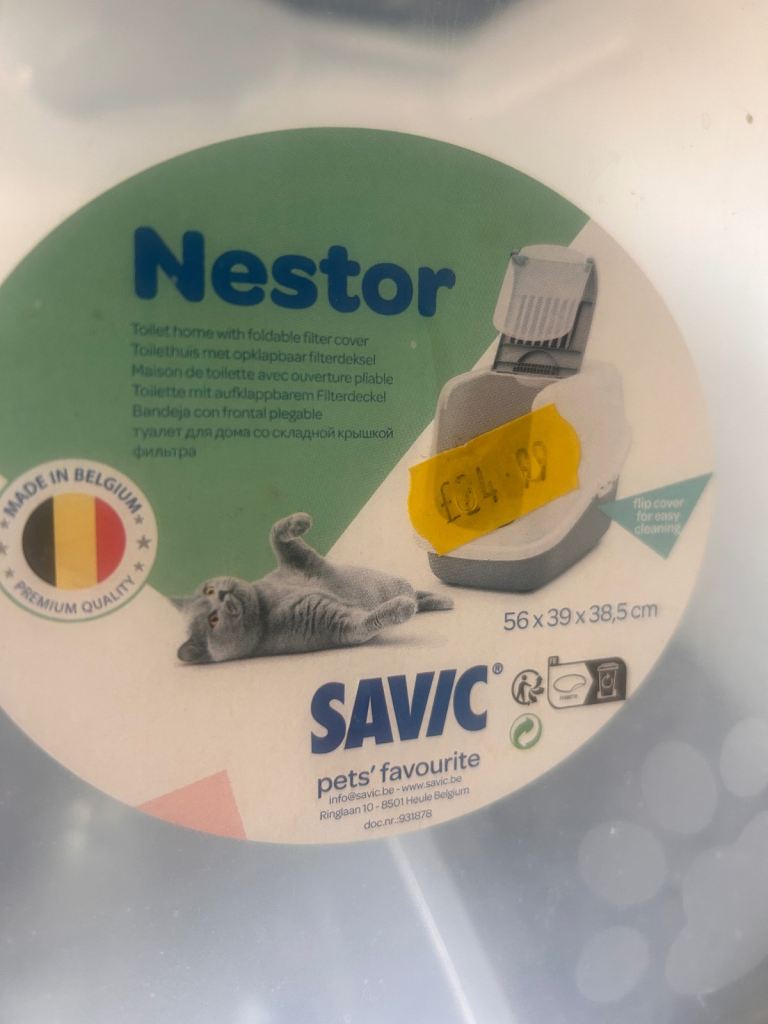 Nestor
Toilet home with foldable filter cover
Toilethuis met opklapbaar filterdeksel
Maison de toilette avec ouverture pliable
Toilette mit aufklappbarem Filterdeckel
Bandeja con frontal plegable
туалет для дома со складной крышкой
фильтра
MADE IN BELGIUM
PREMIUM QUALITY
£24.99
flip cover
for easy
cleaning
56 x 39 x 38,5 cm
SAVIC®
pets' favourite
info@savic.be - www.savic.be
Ringlaan 10 - 8501 Heule Belgium
doc.nr.:931878
FR